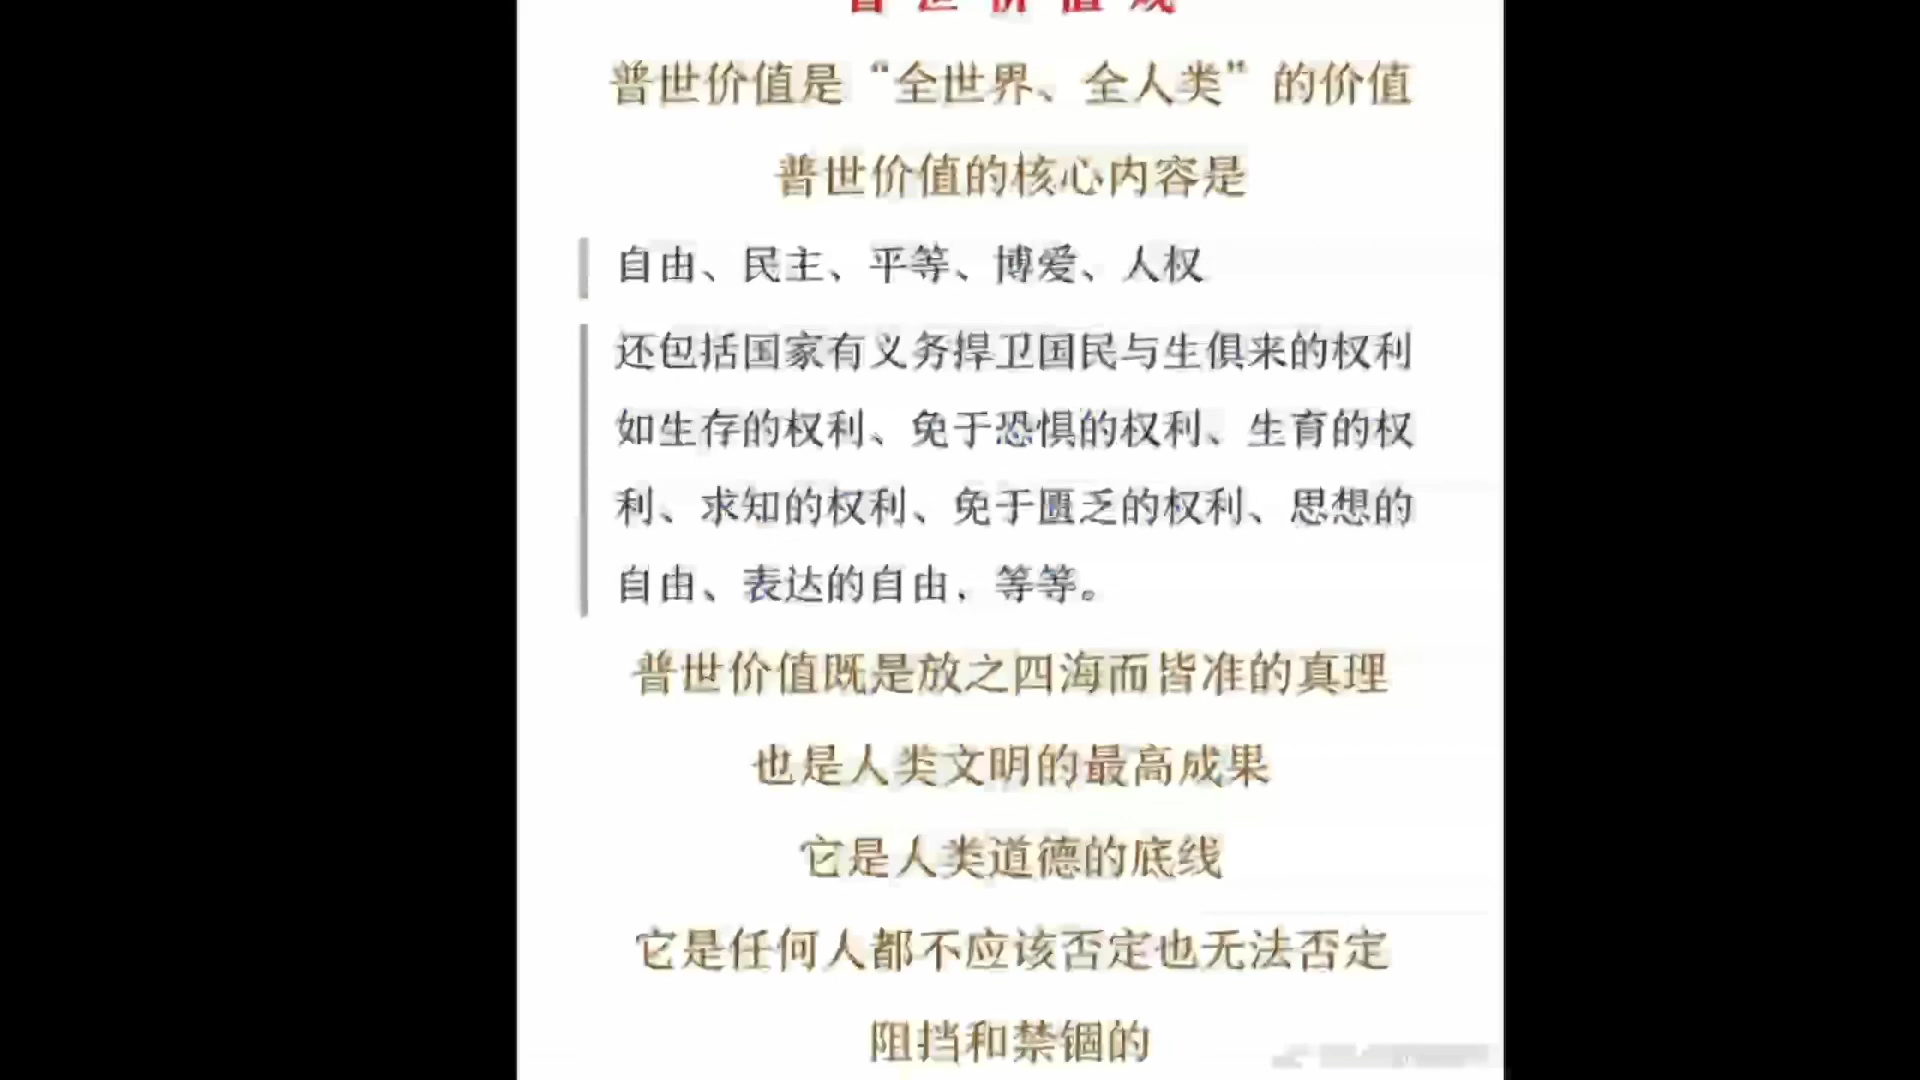 普世价值观
普世价值是“全世界、全人类”的价值
普世价值的核心内容是
自由、民主、平等、博爱、人权
还包括国家有义务捍卫国民与生俱来的权利
如生存的权利、免于恐惧的权利、生育的权
利、求知的权利、免于匮乏的权利、思想的
自由、表达的自由，等等。
普世价值既是放之四海而皆准的真理
也是人类文明的最高成果
它是人类道德的底线
它是任何人都不应该否定也无法否定
阻挡和禁锢的